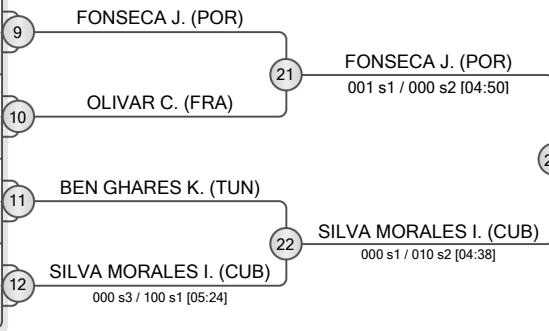 FONSECA J. (POR)
9
FONSECA J. (POR)
21
001 s1 / 000 s2 [04:50]
OLIVAR C. (FRA)
10
BEN GHARES K. (TUN)
11
SILVA MORALES I. (CUB)
22
000 s1 / 010 s2 [04:38]
SILVA MORALES I. (CUB)
12
000 s3 / 100 s1 [05:24]